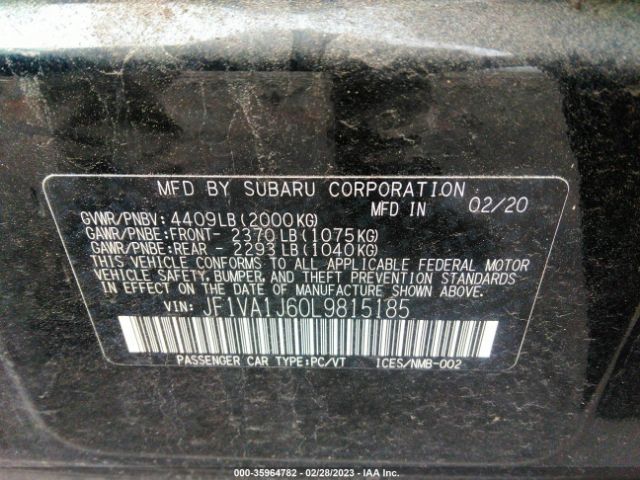 MFD BY SUBARU CORPORATION
GVWR/PNBV: 4409LB(2000KG) MFD IN 02/20
GAWR/PNBE:FRONT- 2370LB(1075KG)
GAWR/PNBE:REAR - 2293LB(1040KG)
THIS VEHICLE CONFORMS TO ALL APPLICABLE FEDERAL MOTOR
VEHICLE SAFETY, BUMPER, AND THEFT PREVENTION STANDARDS
IN EFFECT ON THE DATE OF MANUFACTURE SHOWN ABOVE.
VIN: JF1VA1J60L9815185
PASSENGER CAR TYPE:PC/VT ICES/NMB-002
000-35964782 - 02/28/2023 - IAA Inc.